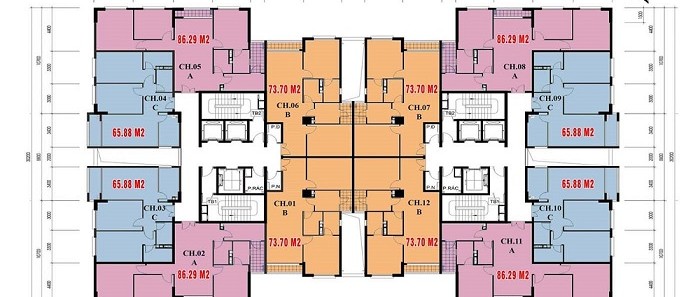 86.29 M2
86.29 M2
CH.05
A
CH.08
A
73.70 M2
73.70 M2
CH.04
C
CH.06
B
CH.07
B
CH.09
C
TB2
TB2
65.88 M2
65.88 M2
P.Đ
P.Đ
65.88 M2
65.88 M2
P.RÁC
P.N
P.N
P.RÁC
CH.03
C
TB1
CH.01
B
CH.12
B
TB1
CH.10
C
73.70 M2
73.70 M2
CH.02
A
CH.11
A
86.29 M2
86.29 M2